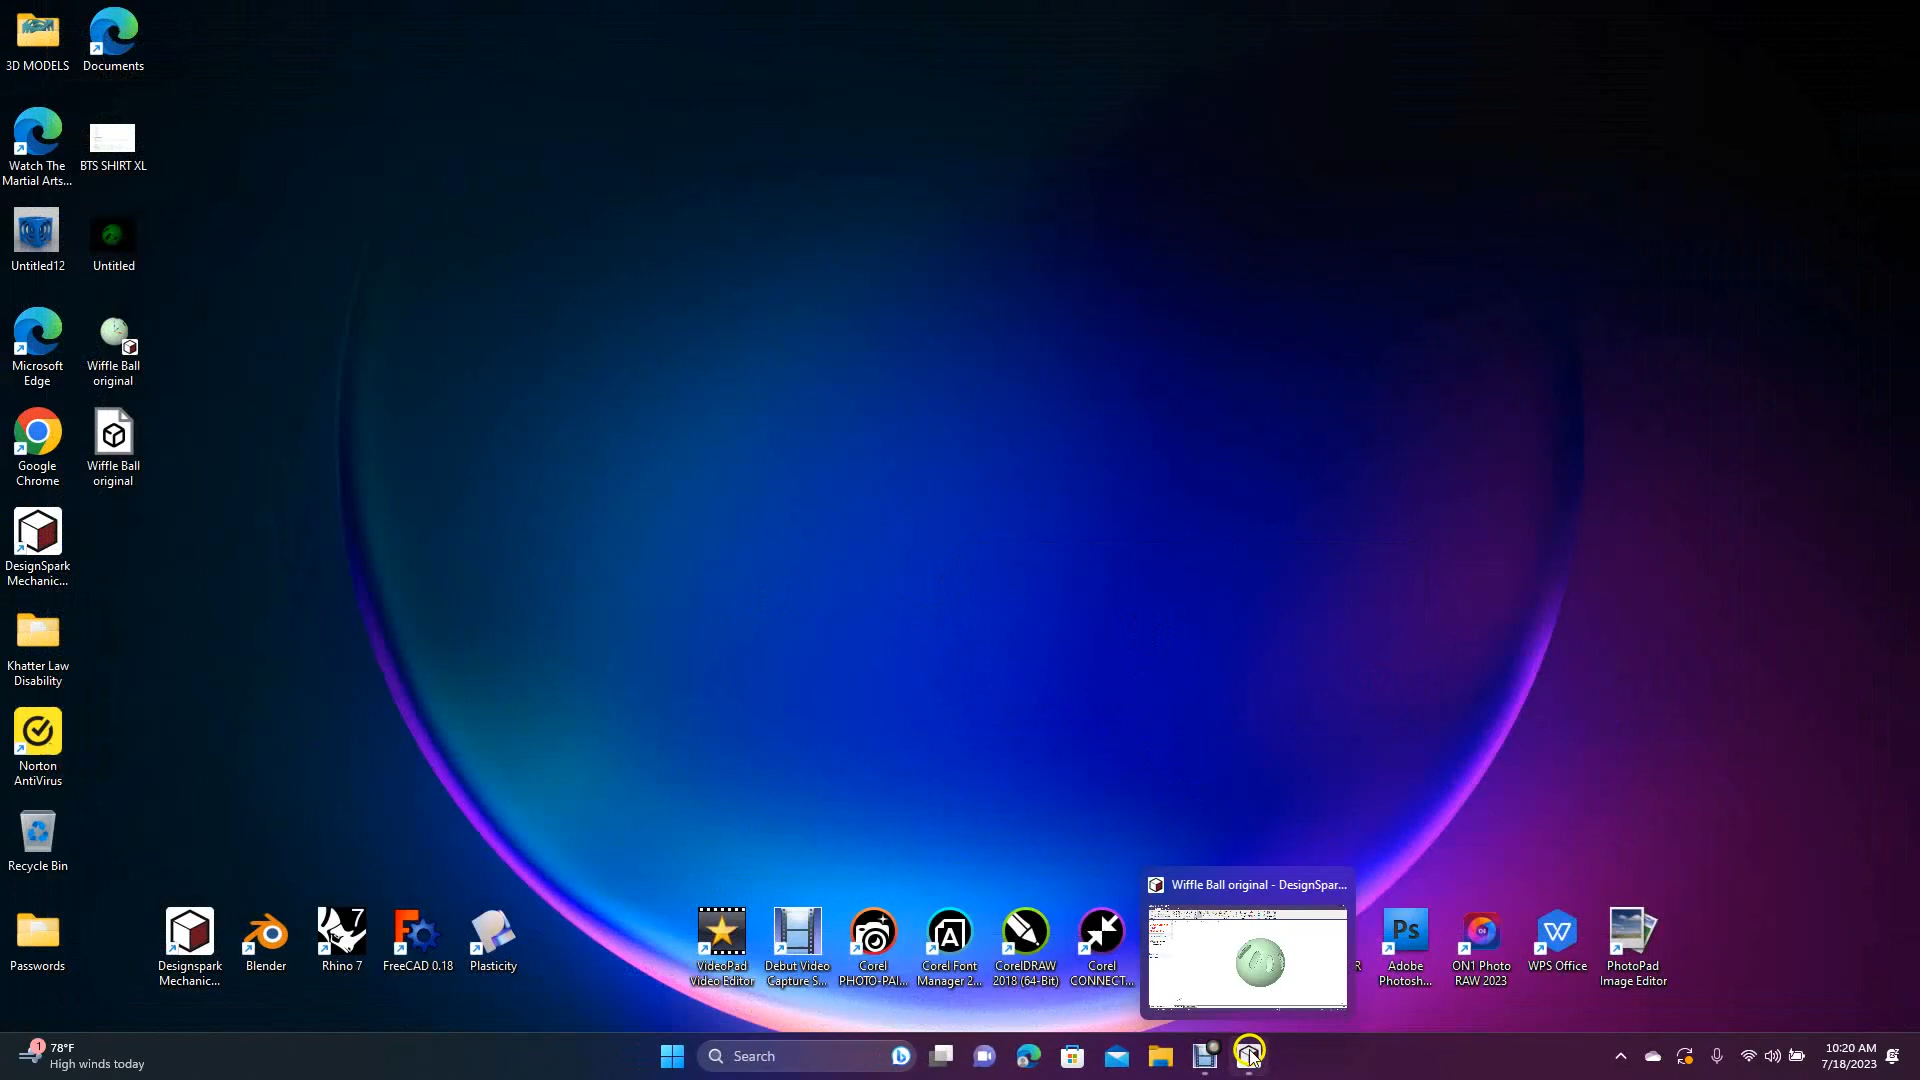 3D MODELS
Documents
Watch The
Martial Arts...
BTS SHIRT XL
Untitled12
Untitled
Microsoft
Edge
Wiffle Ball
original
Google
Chrome
Wiffle Ball
original
DesignSpark
Mechanic...
Khatter Law
Disability
Norton
AntiVirus
Recycle Bin
Passwords
Designspark
Mechanic...
Blender
7
Rhino 7
FreeCAD 0.18
Plasticity
VideoPad
Video Editor
Debut Video
Capture S...
Corel
PHOTO-PAI...
Corel Font
Manager 2...
CorelDRAW
2018 (64-Bit)
Corel
CONNECT...
Wiffle Ball original - DesignSpar...
R
Ps
Adobe
Photosh...
ON1 Photo
RAW 2023
WPS Office
PhotoPad
Image Editor
1
78°F
High winds today
Search
10:20 AM
7/18/2023